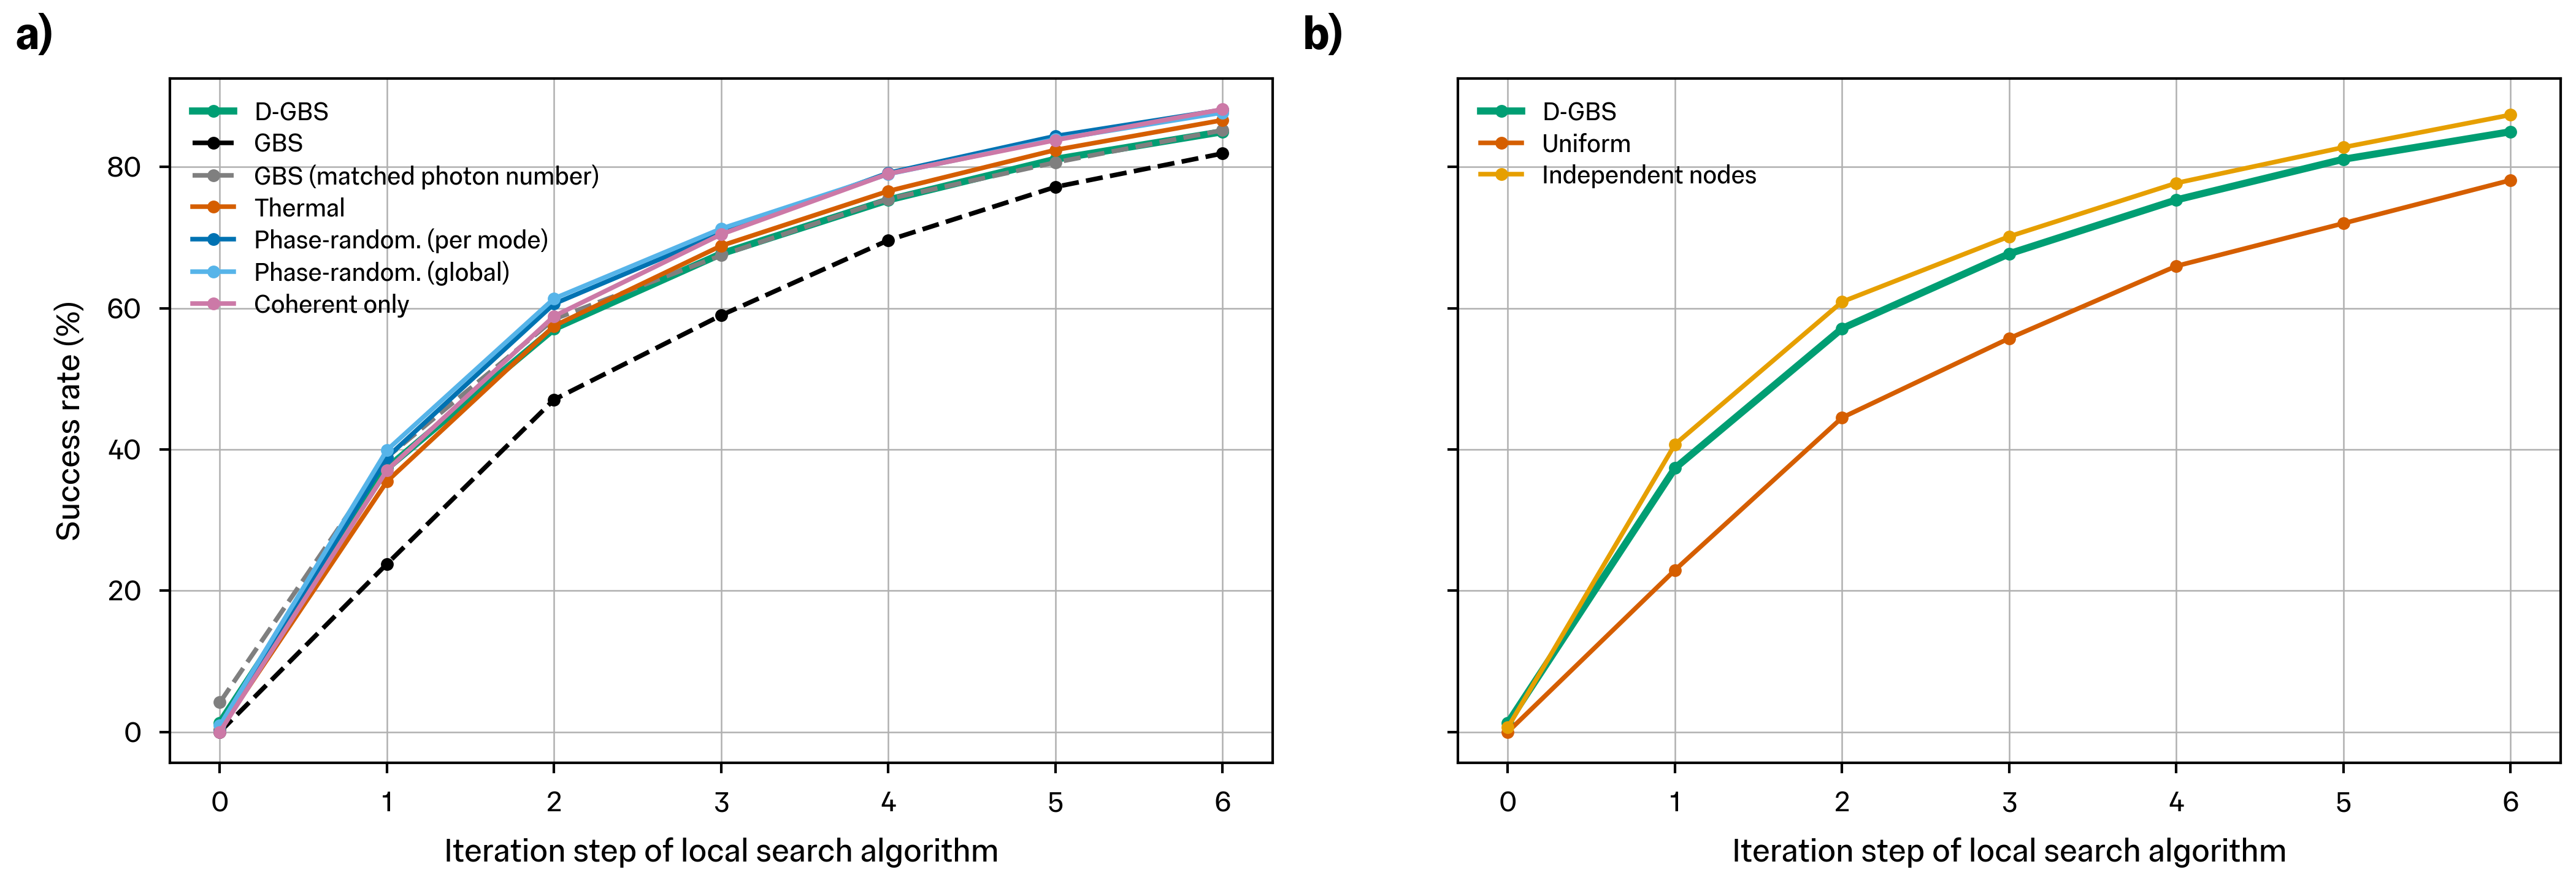 a)
D-GBS
GBS
GBS (matched photon number)
Thermal
Phase-random. (per mode)
Phase-random. (global)
Coherent only
Success rate (%)
80
60
40
20
0
0 1 2 3 4 5 6
Iteration step of local search algorithm
b)
D-GBS
Uniform
Independent nodes
0 1 2 3 4 5 6
Iteration step of local search algorithm